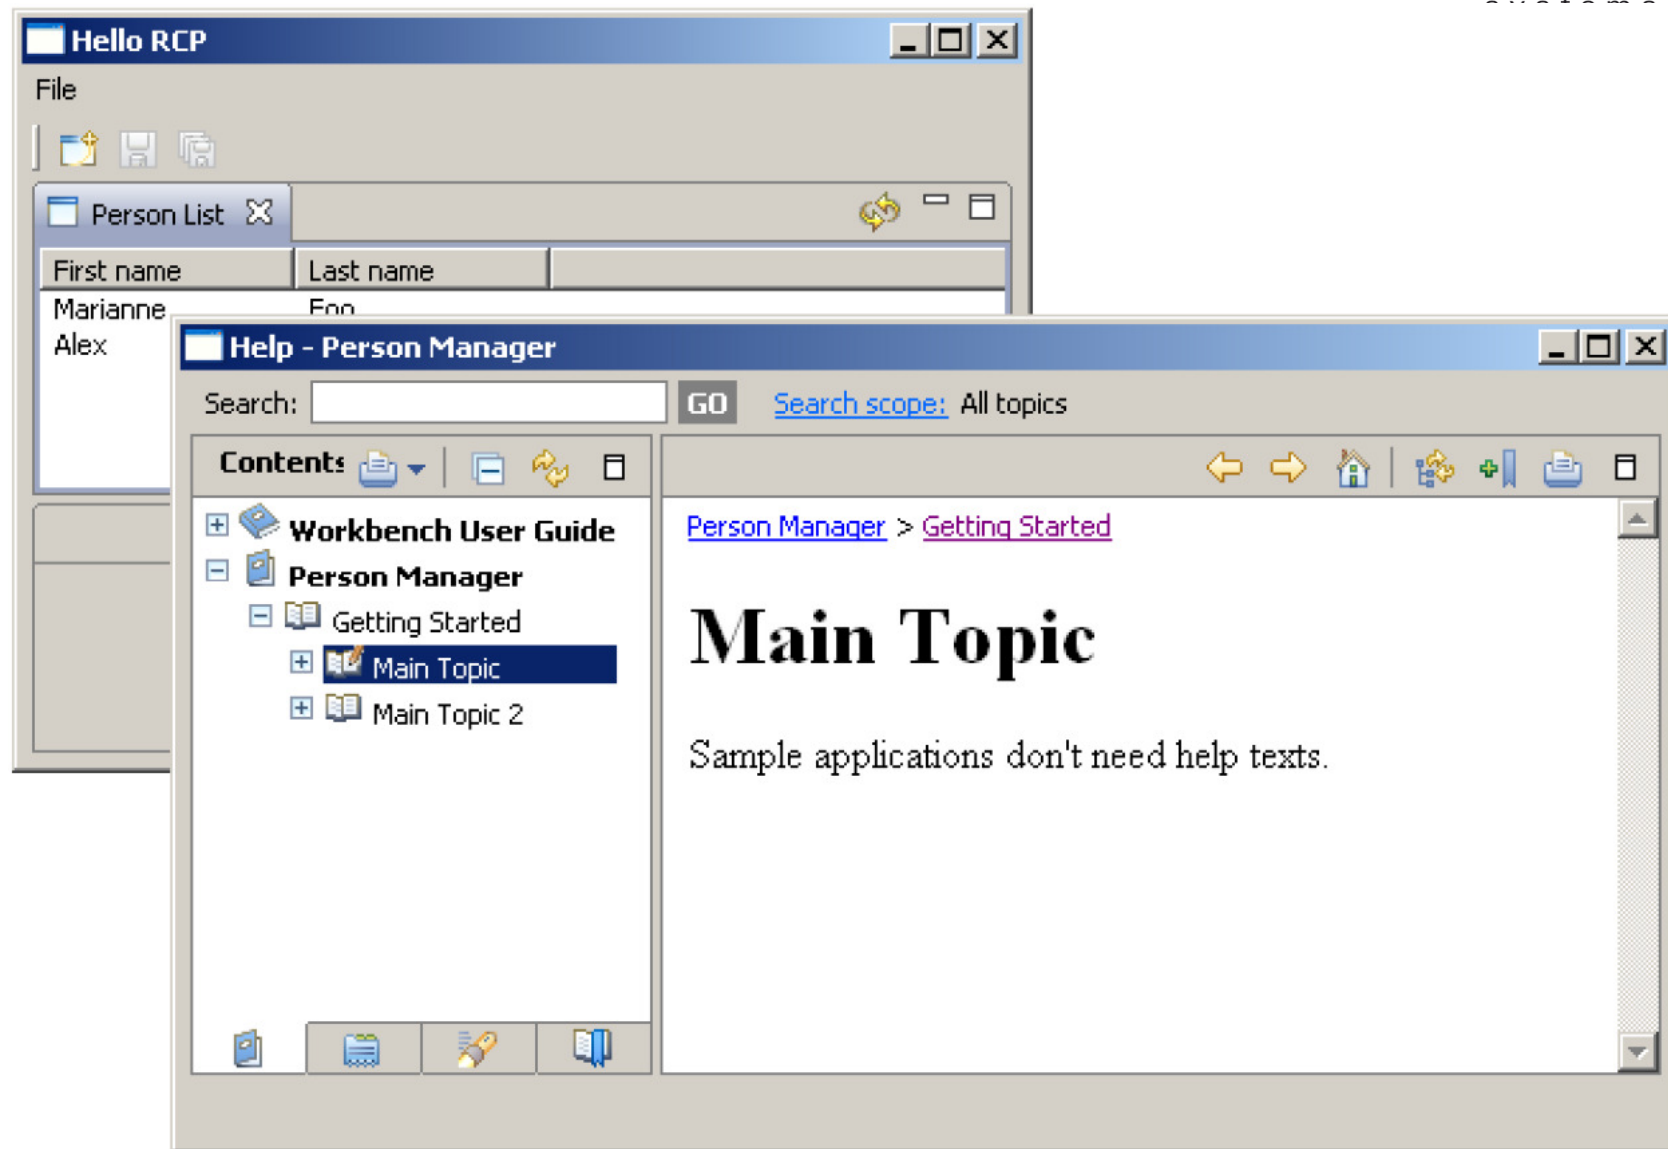 Hello RCP
File
Person List
First name Last name
Marianne Foo
Alex
Help - Person Manager
Search: GO Search scope: All topics
Contents
Workbench User Guide
Person Manager
Getting Started
Main Topic
Main Topic 2
Person Manager > Getting Started
Main Topic
Sample applications don't need help texts.